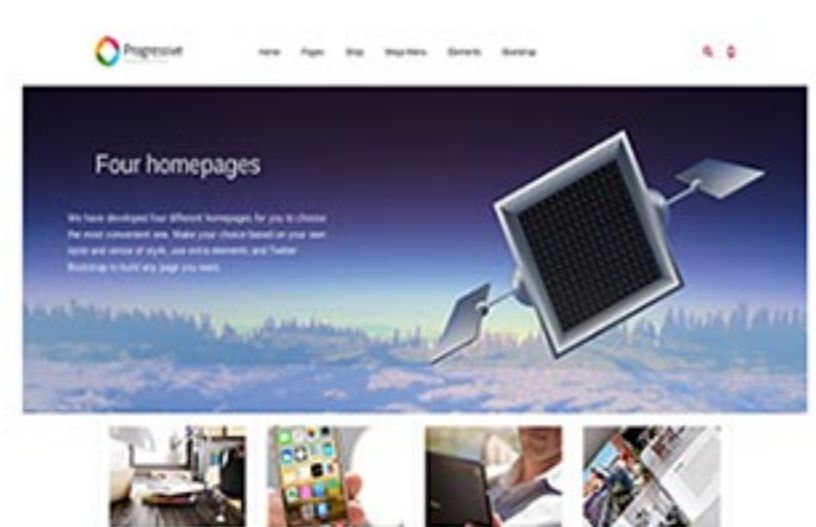 Progressive
Home Pages Shop Mega Menu Elements Bootstrap
Four homepages
We have developed four different homepages for you to choose
the most convenient one. Make your choice based on your own
taste and sense of style, use extra elements and Twitter
Bootstrap to build any page you want.